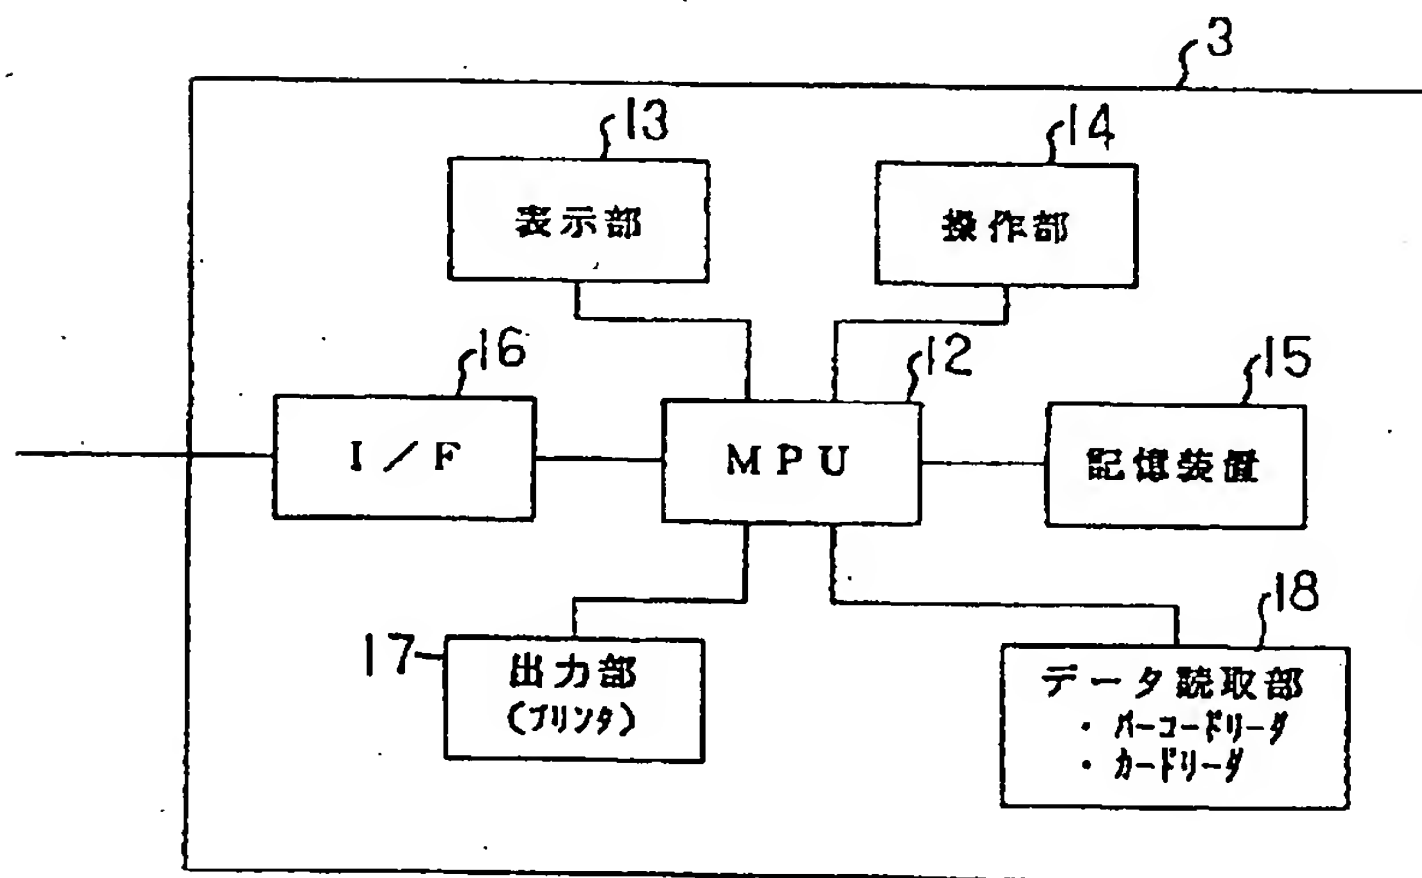 3
13
表示部
14
操作部
16
I/F
12
MPU
15
記憶装置
17
出力部
(プリンタ)
18
データ読取部
・バーコードリーダ
・カードリーダ